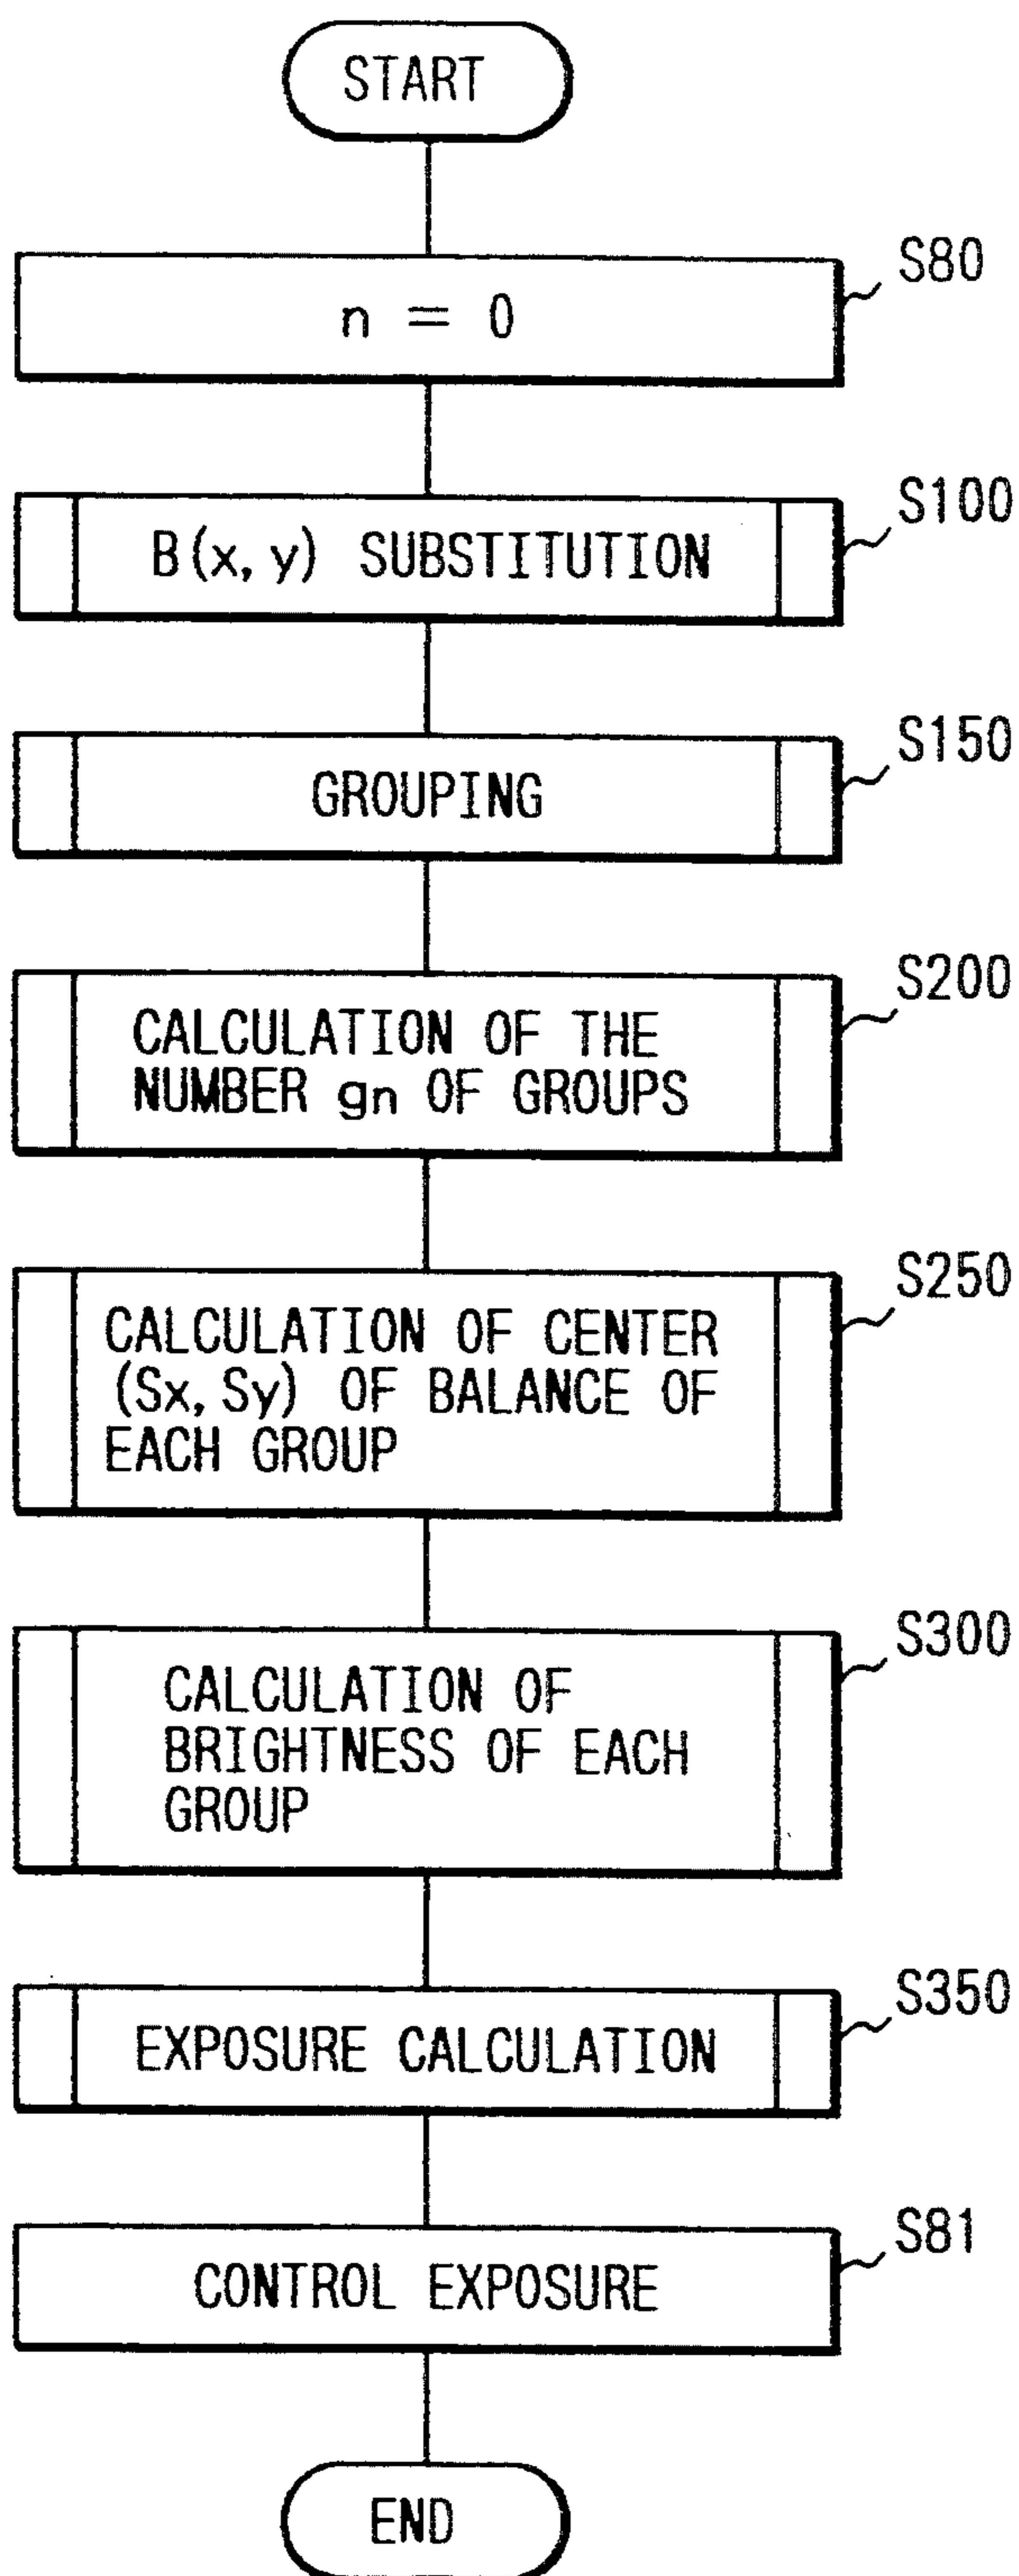 START
S80
n = 0
S100
B(x, y) SUBSTITUTION
S150
GROUPING
S200
CALCULATION OF THE
NUMBER gn OF GROUPS
S250
CALCULATION OF CENTER
(Sx, Sy) OF BALANCE OF
EACH GROUP
S300
CALCULATION OF
BRIGHTNESS OF EACH
GROUP
S350
EXPOSURE CALCULATION
S81
CONTROL EXPOSURE
END